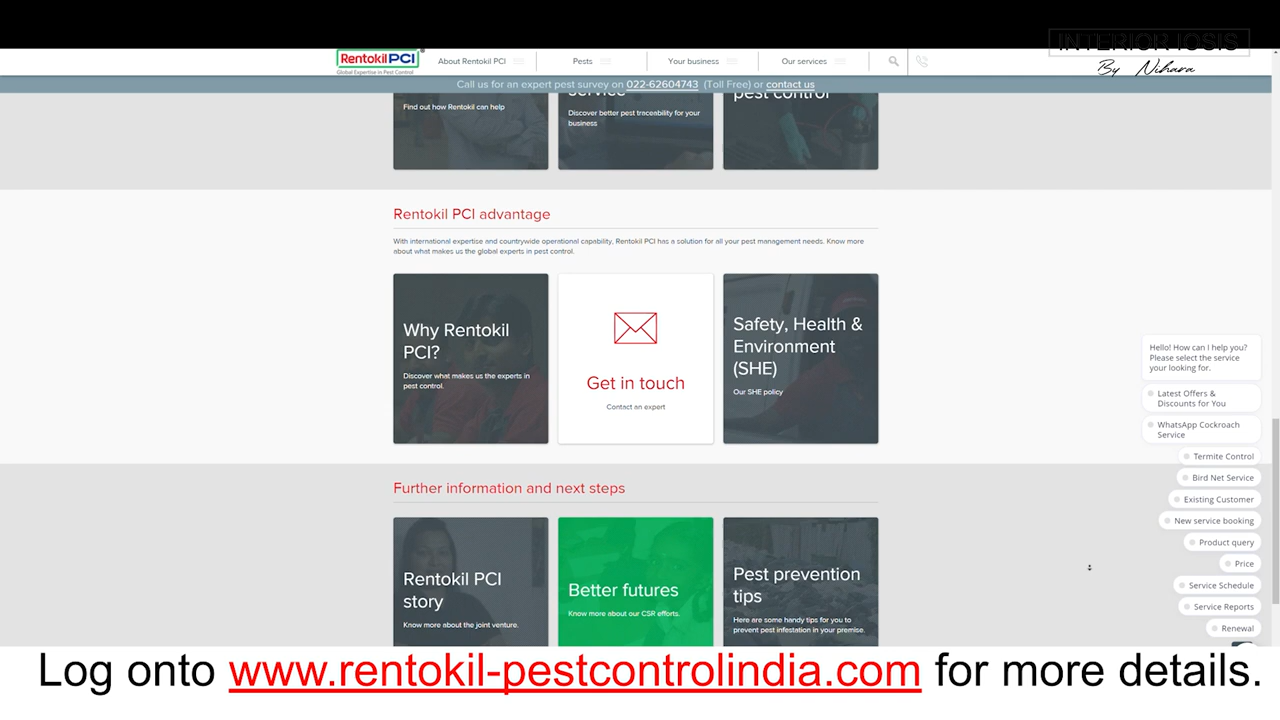 INTERIOR IOSIS
By Nihara
RentokilPCI
Global Expertise in Pest Control
About Rentokil PCI
Pests
Your business
Our services
Call us for an expert pest survey on 022-62604743 (Toll Free) or contact us
Find out how Rentokil can help
service
Discover better pest traceability for your
business
pest control
Rentokil PCI advantage
With international expertise and countrywide operational capability, Rentokil PCI has a solution for all your pest management needs. Know more
about what makes us the global experts in pest control.
Why Rentokil
PCI?
Discover what makes us the experts in
pest control.
Get in touch
Contact an expert
Safety, Health &
Environment
(SHE)
Our SHE policy
Further information and next steps
Rentokil PCI
story
Know more about the joint venture.
Better futures
Know more about our CSR efforts.
Pest prevention
tips
Here are some handy tips for you to
prevent pest infestation in your premise.
Hello! How can I help you?
Please select the service
your looking for.
Latest Offers &
Discounts for You
WhatsApp Cockroach
Service
Termite Control
Bird Net Service
Existing Customer
New service booking
Product query
Price
Service Schedule
Service Reports
Renewal
Log onto www.rentokil-pestcontrolindia.com for more details.